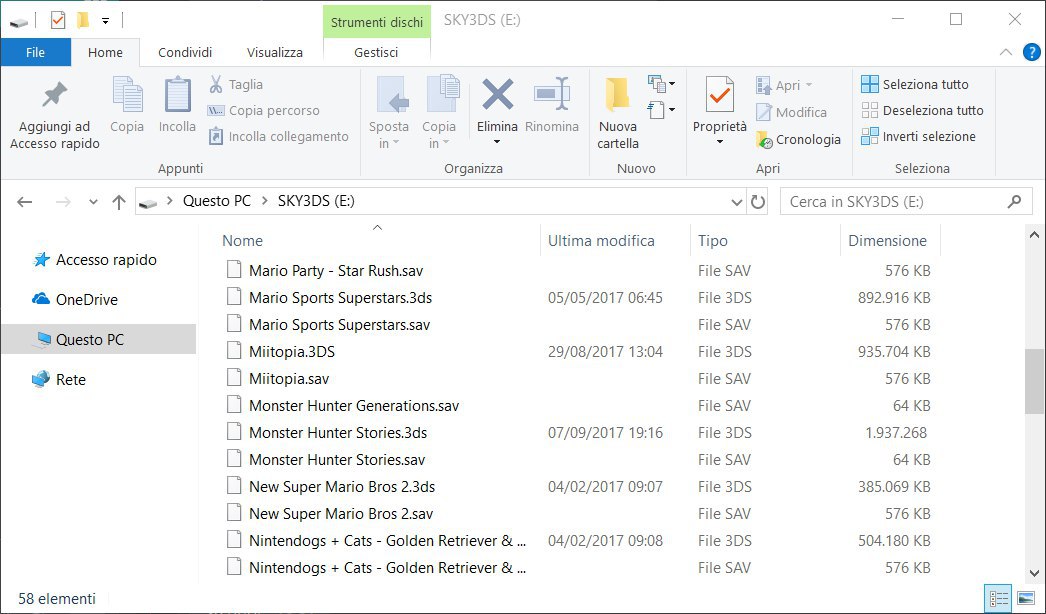 Strumenti dischi SKY3DS (E:)
File Home Condividi Visualizza Gestisci
?
Aggiungi ad
Accesso rapido
Copia
Incolla
Taglia
Copia percorso
Incolla collegamento
Appunti
Sposta
in
Copia
in
Elimina
Rinomina
Organizza
Nuova
cartella
Nuovo
Proprietà
Apri
Modifica
Cronologia
Apri
Seleziona tutto
Deseleziona tutto
Inverti selezione
Seleziona
Questo PC > SKY3DS (E:)
Cerca in SKY3DS (E:)
Accesso rapido
OneDrive
Questo PC
Rete
Nome Ultima modifica Tipo Dimensione
Mario Party - Star Rush.sav File SAV 576 KB
Mario Sports Superstars.3ds 05/05/2017 06:45 File 3DS 892.916 KB
Mario Sports Superstars.sav File SAV 576 KB
Miitopia.3DS 29/08/2017 13:04 File 3DS 935.704 KB
Miitopia.sav File SAV 576 KB
Monster Hunter Generations.sav File SAV 64 KB
Monster Hunter Stories.3ds 07/09/2017 19:16 File 3DS 1.937.268
Monster Hunter Stories.sav File SAV 64 KB
New Super Mario Bros 2.3ds 04/02/2017 09:07 File 3DS 385.069 KB
New Super Mario Bros 2.sav File SAV 576 KB
Nintendogs + Cats - Golden Retriever & ... 04/02/2017 09:08 File 3DS 504.180 KB
Nintendogs + Cats - Golden Retriever & ... File SAV 576 KB
58 elementi